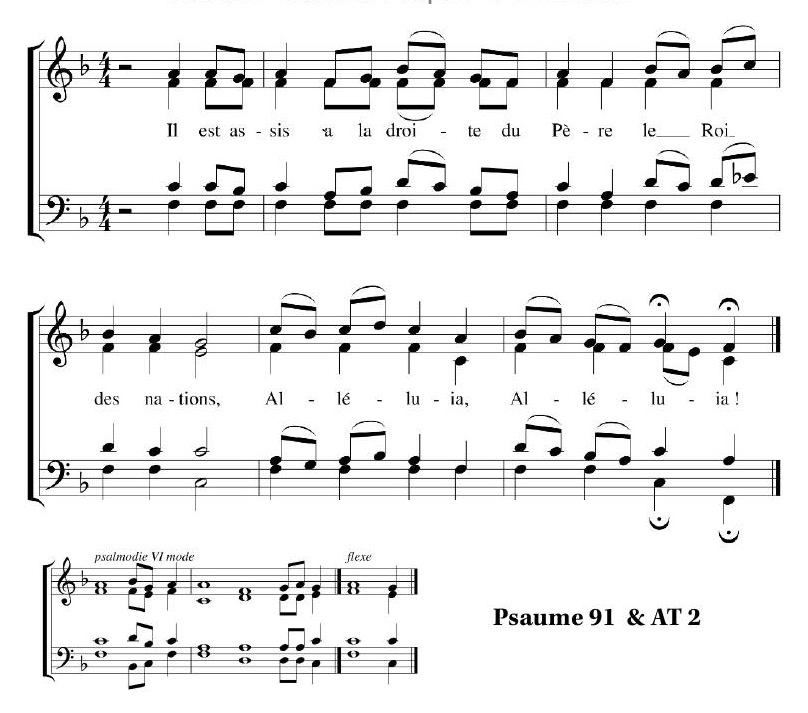 Il est as - sis a la droi - te du Pè - re le Roi
des na - tions, Al - lé - lu - ia, Al - lé - lu - ia !
psalmodie VI mode flexe
Psaume 91 & AT 2